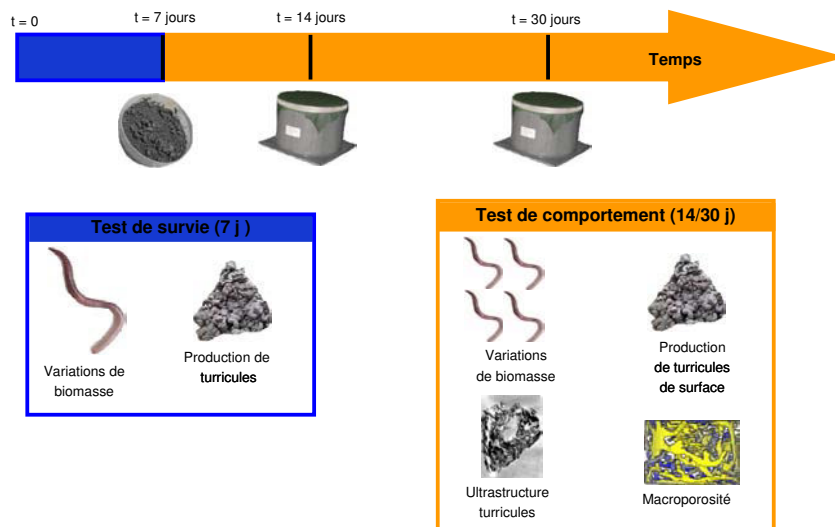 t = 0
t = 7 jours
t = 14 jours
t = 30 jours
Temps
Test de survie (7 j )
Variations de
biomasse
Production de
turricules
Test de comportement (14/30 j)
Variations
de biomasse
Production
de turricules
de surface
Ultrastructure
turricules
Macroporosité